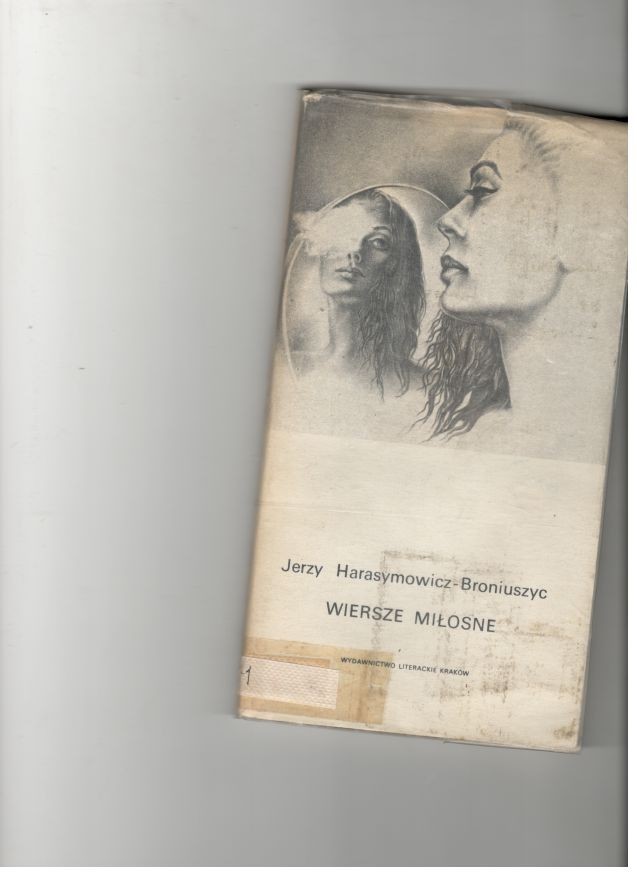 Jerzy Harasymowicz-Broniuszyc
WIERSZE MIŁOSNE
WYDAWNICTWO LITERACKIE KRAKÓW
1